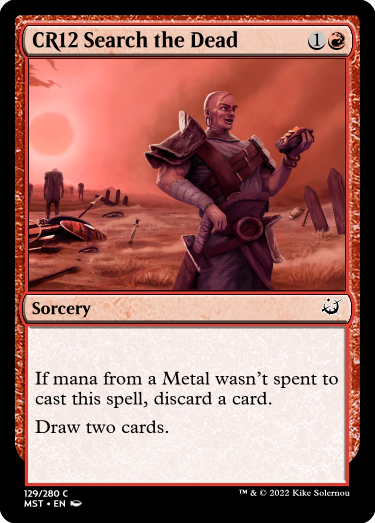 CR12 Search the Dead 1
Sorcery
If mana from a Metal wasn't spent to
cast this spell, discard a card.
Draw two cards.
129/280 C
MST • EN
™ & © 2022 Kike Solernou